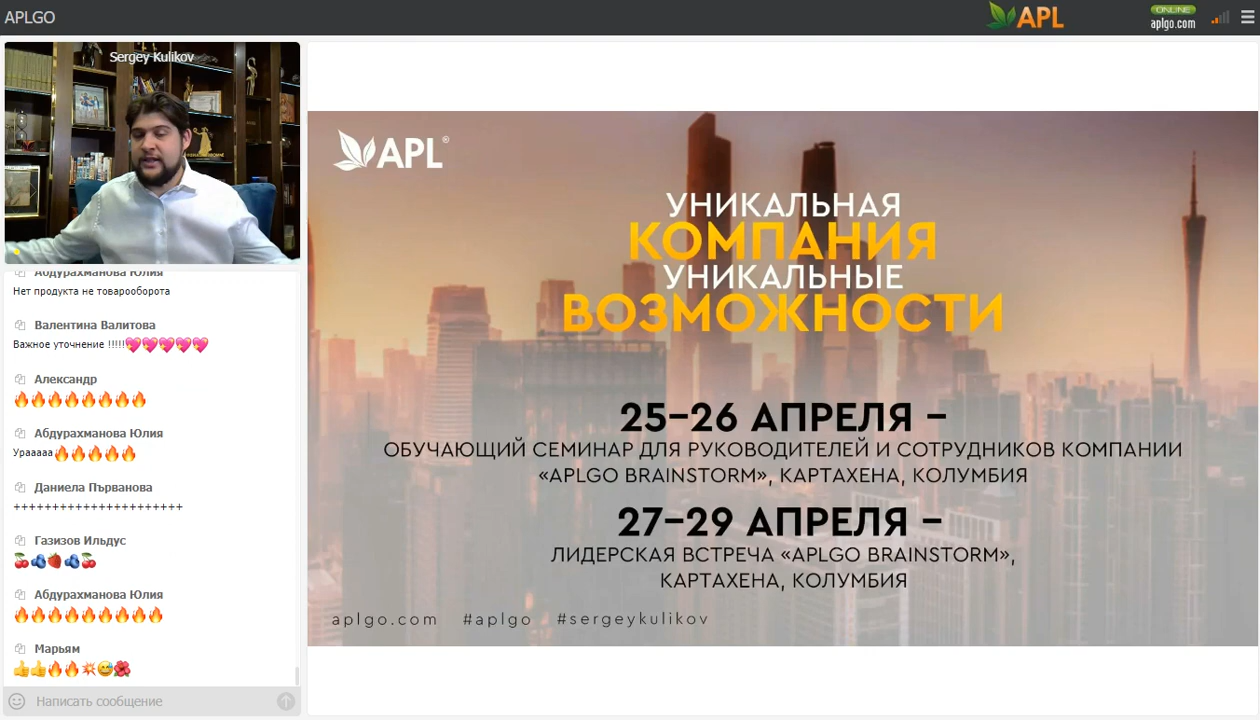 APLGO
APL
ONLINE
aplgo.com
Sergey Kulikov
Абдурахманова Юлия
Нет продукта не товарооборота
Валентина Валитова
Важное уточнение !!!!!💖💖💖💖💖
Александр
🔥🔥🔥🔥🔥🔥🔥🔥
Абдурахманова Юлия
Урааааа🔥🔥🔥🔥🔥
Даниела Първанова
++++++++++++++++++++++
Газизов Ильдус
🍒🫐🍓🫐🍒
Абдурахманова Юлия
🔥🔥🔥🔥🔥🔥🔥🔥🔥
Марьям
👍👍🔥🔥💥😅🌺
Написать сообщение
APL®
УНИКАЛЬНАЯ
КОМПАНИЯ
УНИКАЛЬНЫЕ
ВОЗМОЖНОСТИ
25–26 АПРЕЛЯ –
ОБУЧАЮЩИЙ СЕМИНАР ДЛЯ РУКОВОДИТЕЛЕЙ И СОТРУДНИКОВ КОМПАНИИ
«APLGO BRAINSTORM», КАРТАХЕНА, КОЛУМБИЯ
27–29 АПРЕЛЯ –
ЛИДЕРСКАЯ ВСТРЕЧА «APLGO BRAINSTORM»,
КАРТАХЕНА, КОЛУМБИЯ
aplgo.com #aplgo #sergeykulikov